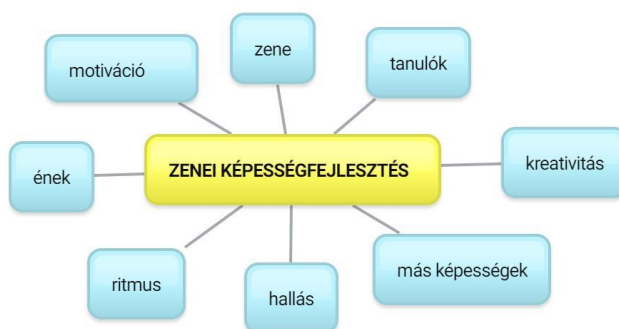 zene
motiváció
tanulók
ZENEI KÉPESSÉGFEJLESZTÉS
ének
kreativitás
ritmus
hallás
más képességek